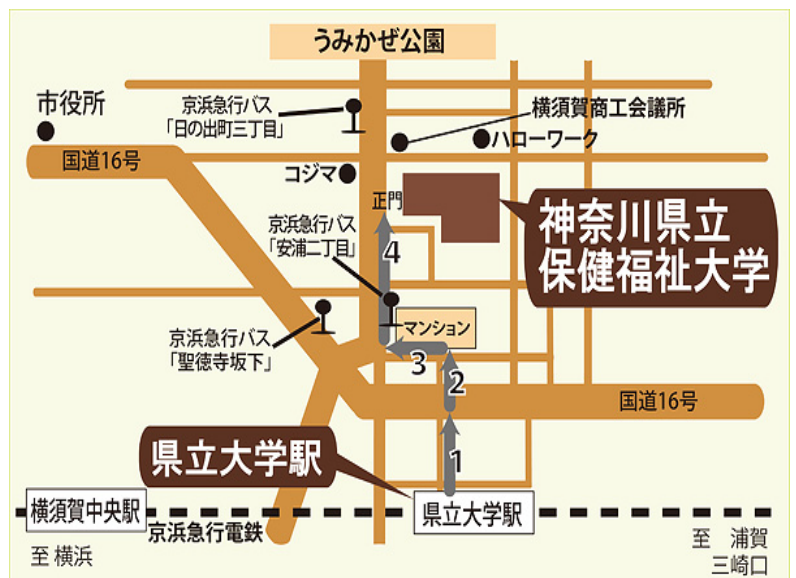 うみかぜ公園
市役所
京浜急行バス
「日の出町三丁目」
横須賀商工会議所
ハローワーク
国道16号
コジマ
正門
神奈川県立
保健福祉大学
京浜急行バス
「安浦二丁目」
4
マンション
京浜急行バス
「聖徳寺坂下」
3
2
国道16号
県立大学駅
1
横須賀中央駅
京浜急行電鉄
県立大学駅
至 横浜
至 浦賀
三崎口